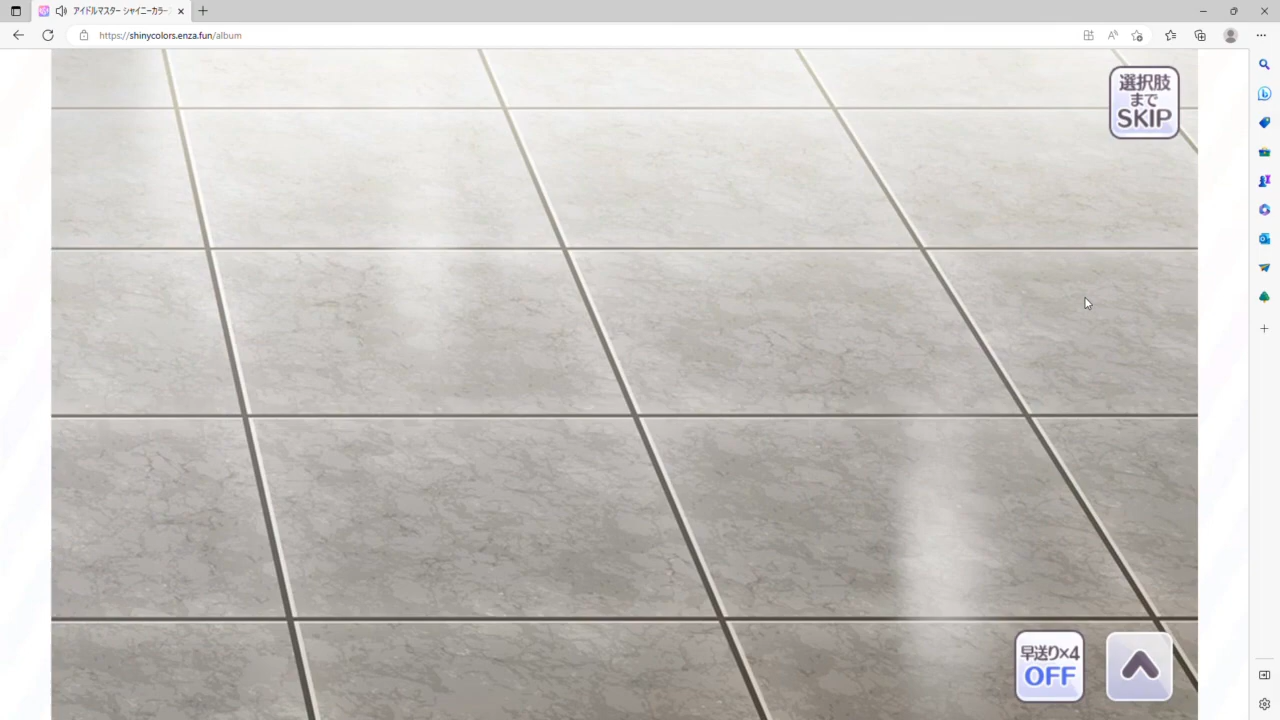 アイドルマスター シャイニーカラー
https://shinycolors.enza.fun/album
選択肢
まで
SKIP
早送り×4
OFF